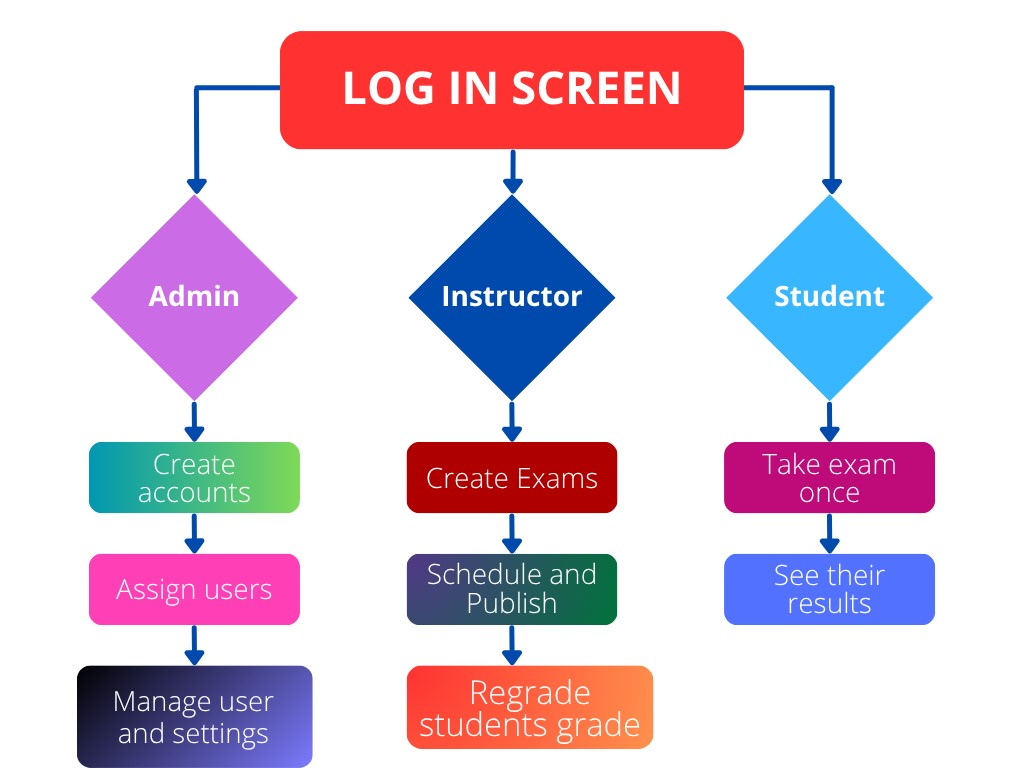 LOG IN SCREEN
Admin
Instructor
Student
Create
accounts
Create Exams
Take exam
once
Assign users
Schedule and
Publish
See their
results
Manage user
and settings
Regrade
students grade